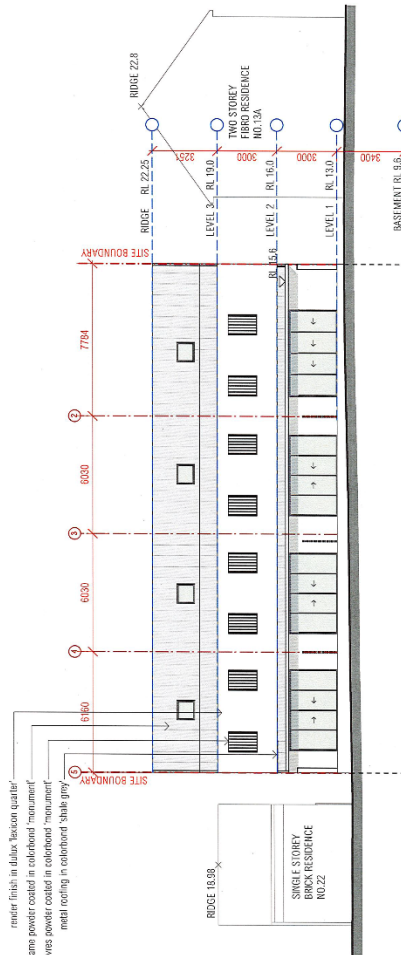 render finish in dulux 'lexicon quarter'
ame powder coated in colorbond 'monument'
vres powder coated in colorbond 'monument'
metal roofing in colorbond 'shale grey'
5
4
3
2
6160
6030
6030
7784
SITE BOUNDARY
SITE BOUNDARY
RIDGE 22.8
RIDGE RL 22.25
3251
LEVEL 3 RL 19.0
3000
LEVEL 2 RL 16.0
RL 15.6
3000
LEVEL 1 RL 13.0
3400
BASEMENT RL 9.6
TWO STOREY
FIBRO RESIDENCE
NO.13A
RIDGE 18.98
SINGLE STOREY
BRICK RESIDENCE
NO.22